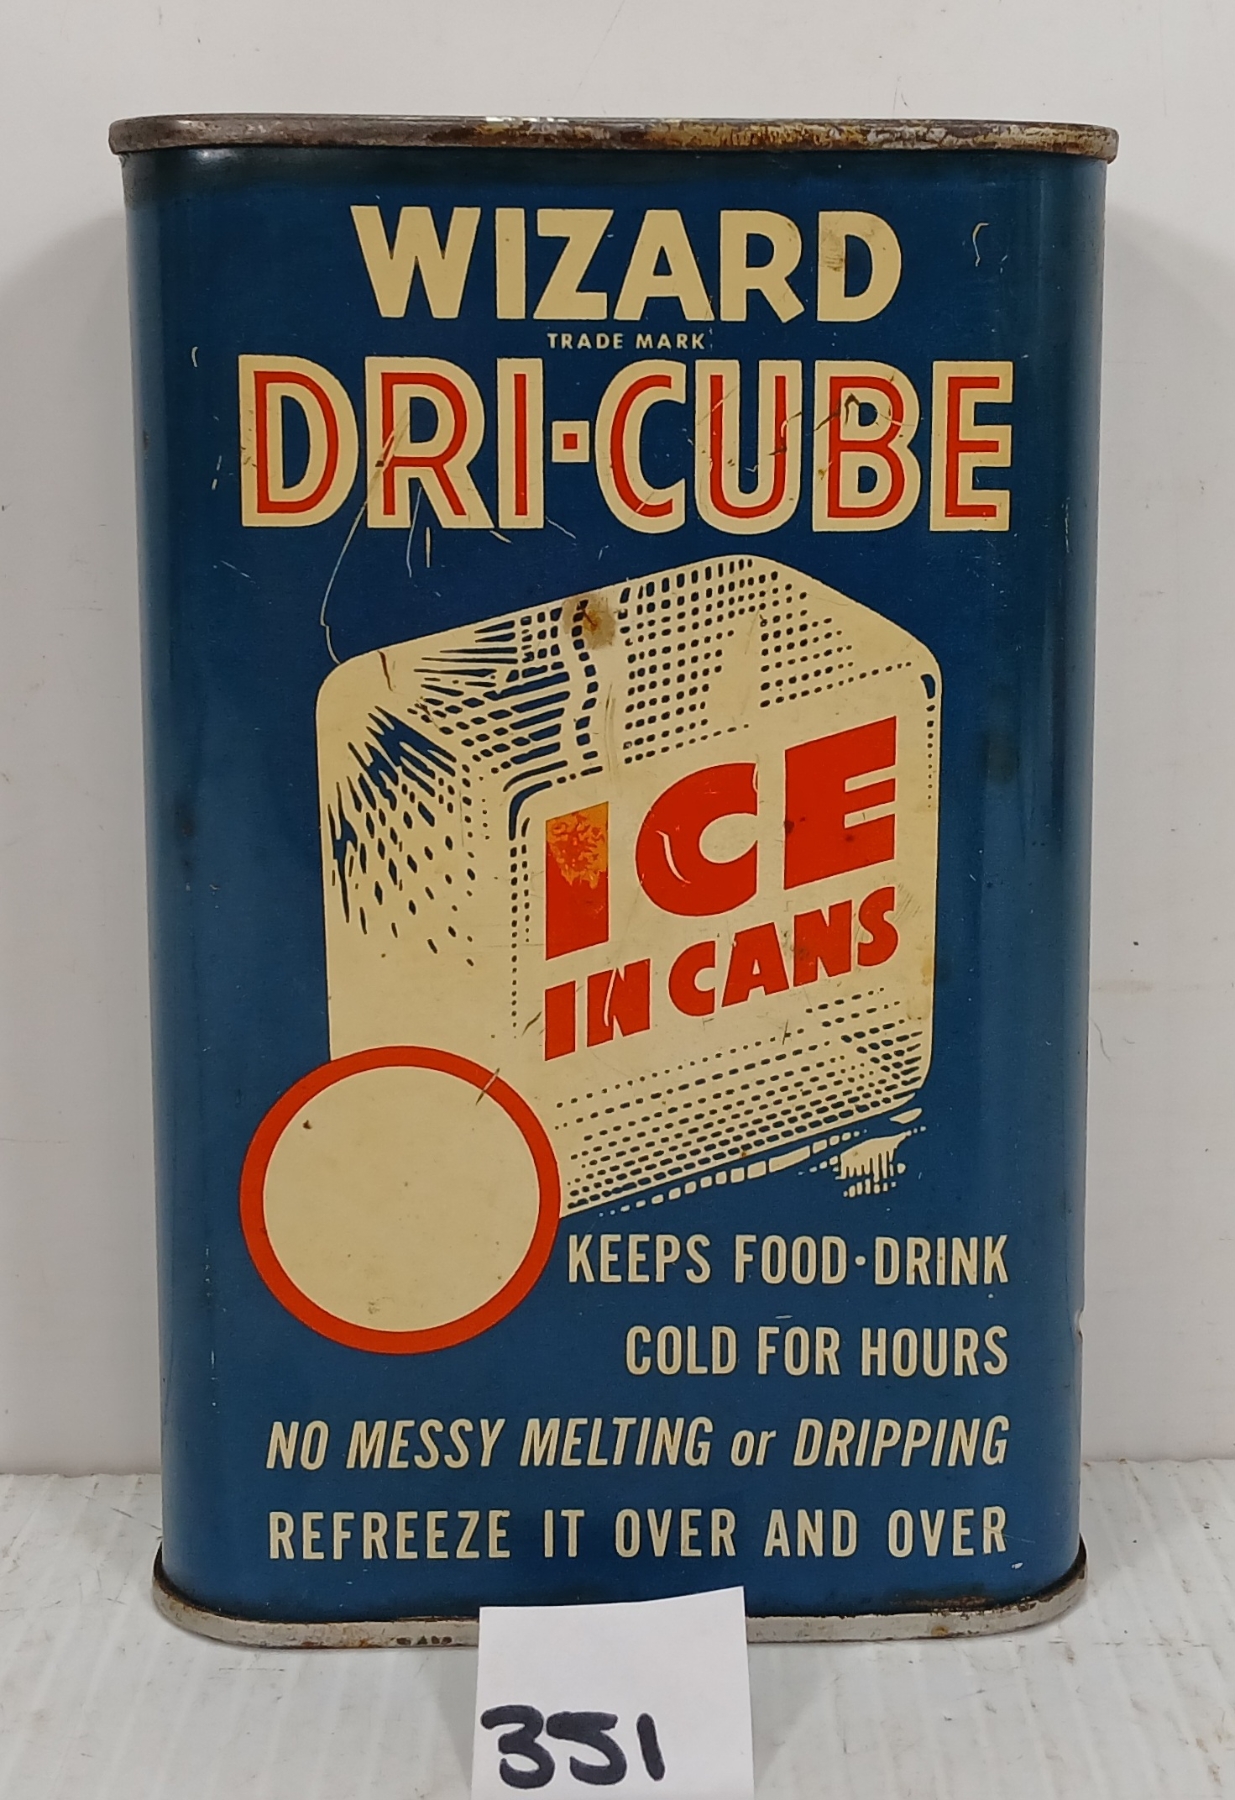 WIZARD
TRADE MARK
DRI-CUBE
ICE
IN CANS
KEEPS FOOD·DRINK
COLD FOR HOURS
NO MESSY MELTING or DRIPPING
REFREEZE IT OVER AND OVER
351